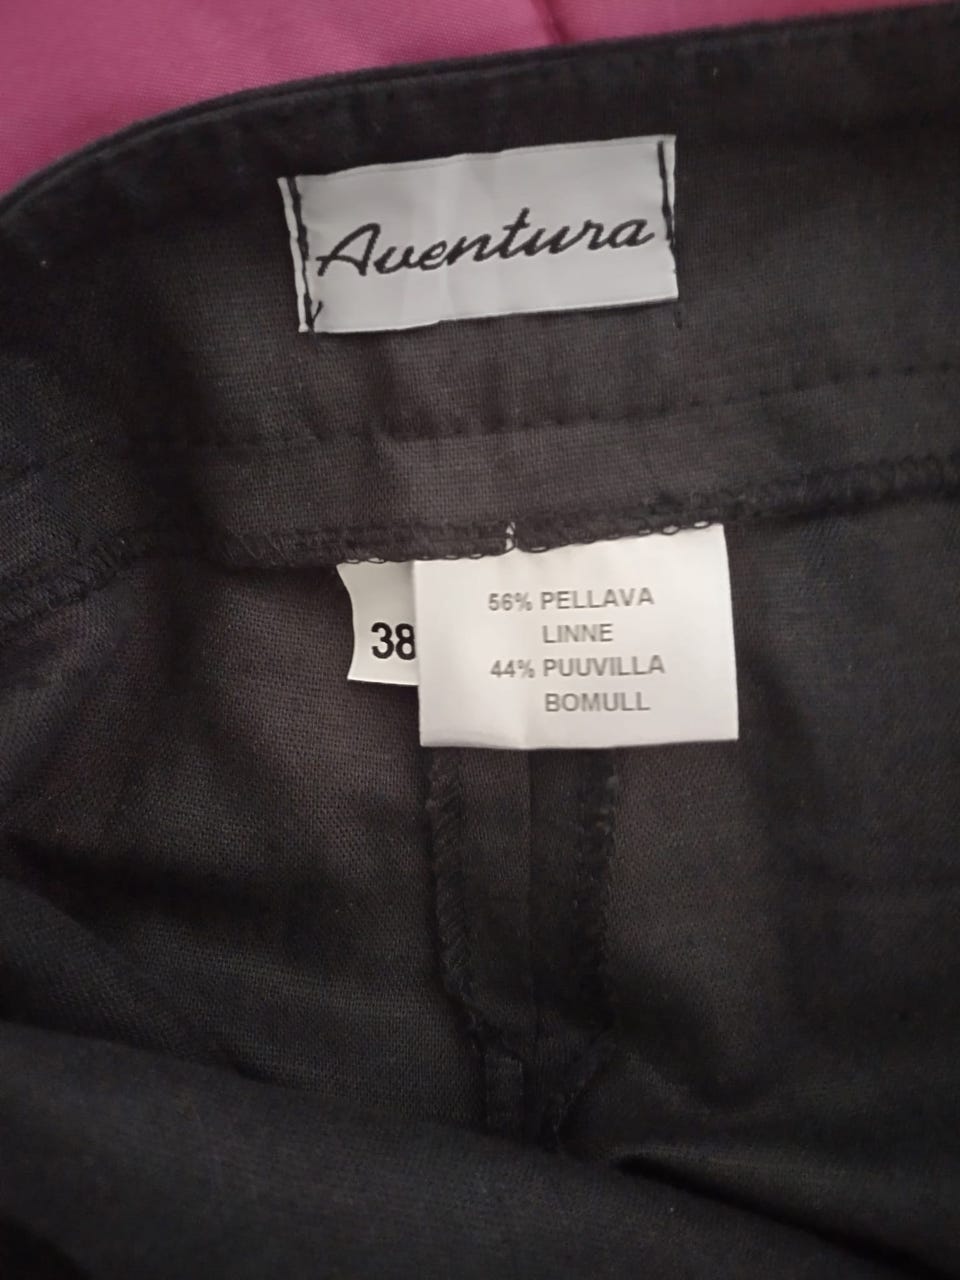 Aventura
38
56% PELLAVA
LINNE
44% PUUVILLA
BOMULL